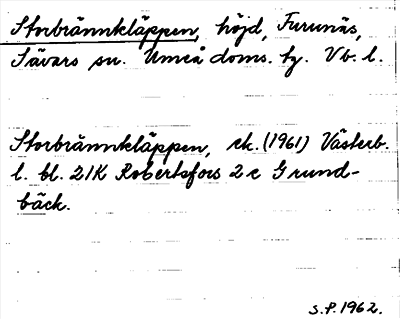 Storbrännkläppen, höjd, Furunäs,
Sävars sn. Umeå doms. tg. Vb. l.
Storbrännkläppen, ek. (1961) Västerb.
l. bl. 21K Robertsfors 2 c Grund-
bäck.
S.P. 1962.